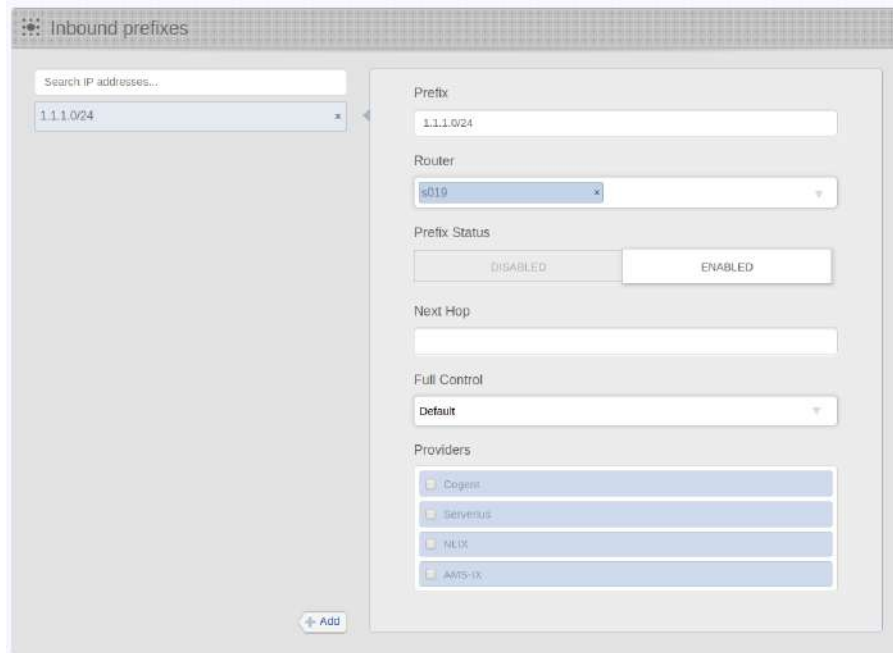 Inbound prefixes
Search IP addresses...
1.1.1.0/24 ×
Prefix
1.1.1.0/24
Router
s019 ×
Prefix Status
DISABLED ENABLED
Next Hop
Full Control
Default
Providers
Cogent
Serverius
NLIX
AMS-IX
Add